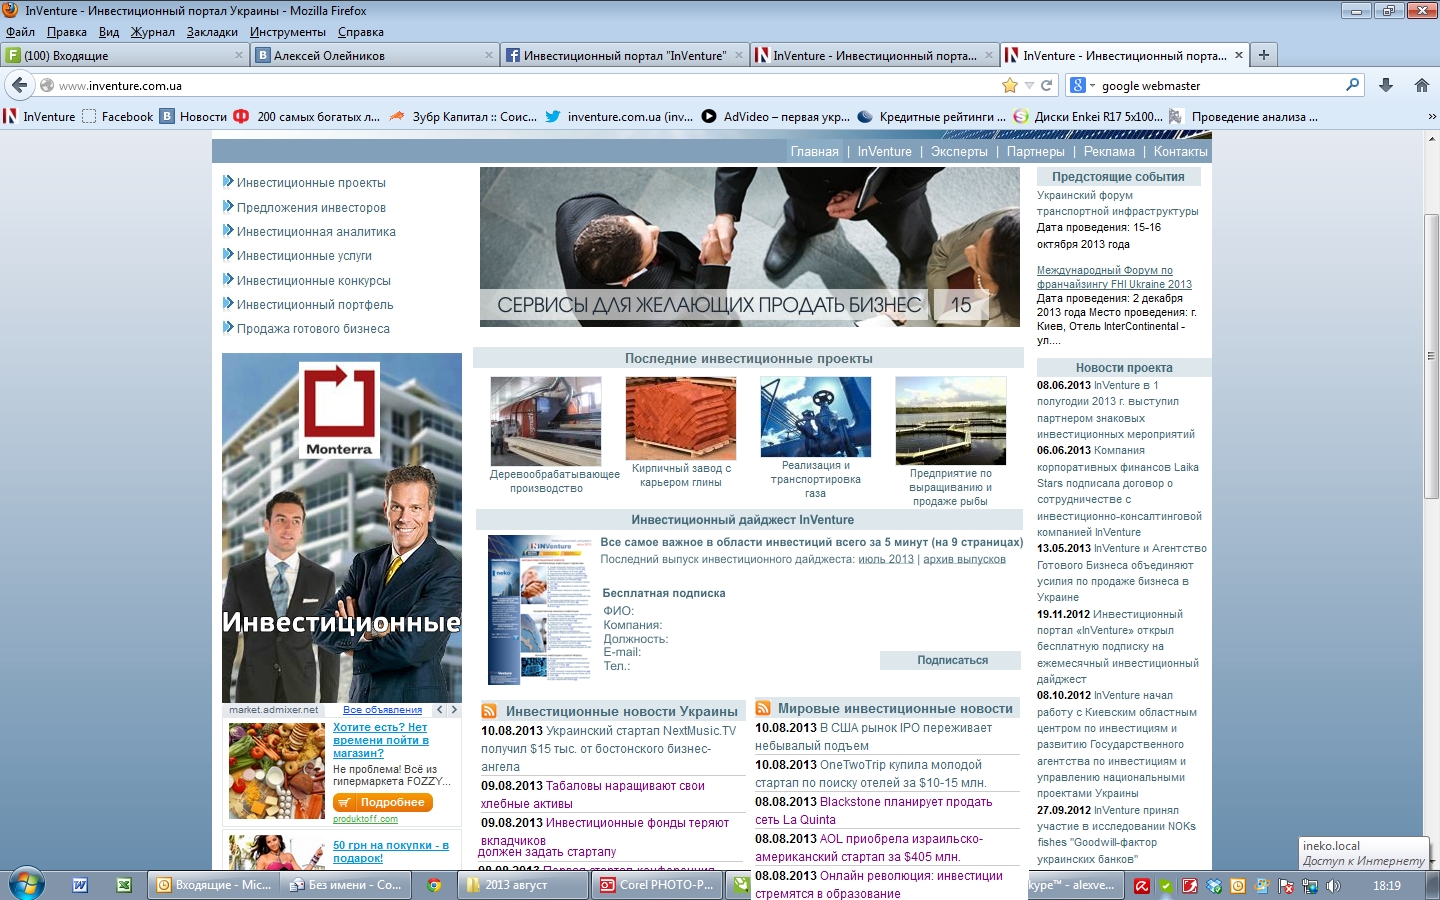 InVenture - Инвестиционный портал Украины - Mozilla Firefox
Файл Правка Вид Журнал Закладки Инструменты Справка
(100) Входящие
Алексей Олейников
Инвестиционный портал "InVenture"
InVenture - Инвестиционный порта...
InVenture - Инвестиционный порта...
www.inventure.com.ua
google webmaster
InVenture Facebook Новости 200 самых богатых л... Зубр Капитал :: Соис... inventure.com.ua (inv... AdVideo – первая укр... Кредитные рейтинги ... Диски Enkei R17 5x100... Проведение анализа ...
Главная | InVenture | Эксперты | Партнеры | Реклама | Контакты
Инвестиционные проекты
Предложения инвесторов
Инвестиционная аналитика
Инвестиционные услуги
Инвестиционные конкурсы
Инвестиционный портфель
Продажа готового бизнеса
Monterra
Инвестиционные
market.admixer.net Все объявления
Хотите есть? Нет
времени пойти в
магазин?
Не проблема! Всё из
гипермаркета FOZZY...
Подробнее
produktoff.com
50 грн на покупки - в
подарок!
СЕРВИСЫ ДЛЯ ЖЕЛАЮЩИХ ПРОДАТЬ БИЗНЕС 15
Последние инвестиционные проекты
Деревообрабатывающее
производство
Кирпичный завод с
карьером глины
Реализация и
транспортировка
газа
Предприятие по
выращиванию и
продаже рыбы
Инвестиционный дайджест InVenture
INVenture
Ineko
Все самое важное в области инвестиций всего за 5 минут (на 9 страницах)
Последний выпуск инвестиционного дайджеста: июль 2013 | архив выпусков
Бесплатная подписка
ФИО:
Компания:
Должность:
E-mail:
Тел.:
Подписаться
Инвестиционные новости Украины
10.08.2013 Украинский стартап NextMusic.TV
получил $15 тыс. от бостонского бизнес-
ангела
09.08.2013 Табаловы наращивают свои
хлебные активы
09.08.2013 Инвестиционные фонды теряют
вкладчиков
должен задать стартапу
09.08.2013 Первая стартап-конференция
Мировые инвестиционные новости
10.08.2013 В США рынок IPO переживает
небывалый подъем
10.08.2013 OneTwoTrip купила молодой
стартап по поиску отелей за $10-15 млн.
08.08.2013 Blackstone планирует продать
сеть La Quinta
08.08.2013 AOL приобрела израильско-
американский стартап за $405 млн.
08.08.2013 Онлайн революция: инвестиции
стремятся в образование
Предстоящие события
Украинский форум
транспортной инфраструктуры
Дата проведения: 15-16
октября 2013 года
Международный Форум по
франчайзингу FHI Ukraine 2013
Дата проведения: 2 декабря
2013 года Место проведения: г.
Киев, Отель InterContinental -
ул....
Новости проекта
08.06.2013 InVenture в 1
полугодии 2013 г. выступил
партнером знаковых
инвестиционных мероприятий
06.06.2013 Компания
корпоративных финансов Laika
Stars подписала договор о
сотрудничестве с
инвестиционно-консалтинговой
компанией InVenture
13.05.2013 InVenture и Агентство
Готового Бизнеса объединяют
усилия по продаже бизнеса в
Украине
19.11.2012 Инвестиционный
портал «InVenture» открыл
бесплатную подписку на
ежемесячный инвестиционный
дайджест
08.10.2012 InVenture начал
работу с Киевским областным
центром по инвестициям и
развитию Государственного
агентства по инвестициям и
управлению национальными
проектами Украины
27.09.2012 InVenture принял
участие в исследовании NOKs
fishes "Goodwill-фактор
украинских банков"
ineko.local
Доступ к Интернету
Входящие - Mic...
Без имени - Co...
2013 август
Corel PHOTO-P...
kype™ - alexve...
18:19